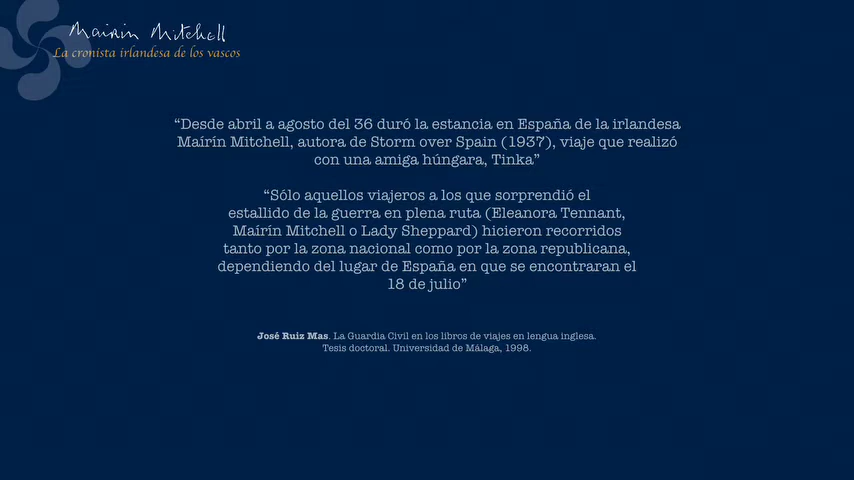 Mairin Mitchell
La cronista irlandesa de los vascos
“Desde abril a agosto del 36 duró la estancia en España de la irlandesa
Maírín Mitchell, autora de Storm over Spain (1937), viaje que realizó
con una amiga húngara, Tinka”
“Sólo aquellos viajeros a los que sorprendió el
estallido de la guerra en plena ruta (Eleanora Tennant,
Maírín Mitchell o Lady Sheppard) hicieron recorridos
tanto por la zona nacional como por la zona republicana,
dependiendo del lugar de España en que se encontraran el
18 de julio”
José Ruiz Mas. La Guardia Civil en los libros de viajes en lengua inglesa.
Tesis doctoral. Universidad de Málaga, 1998.